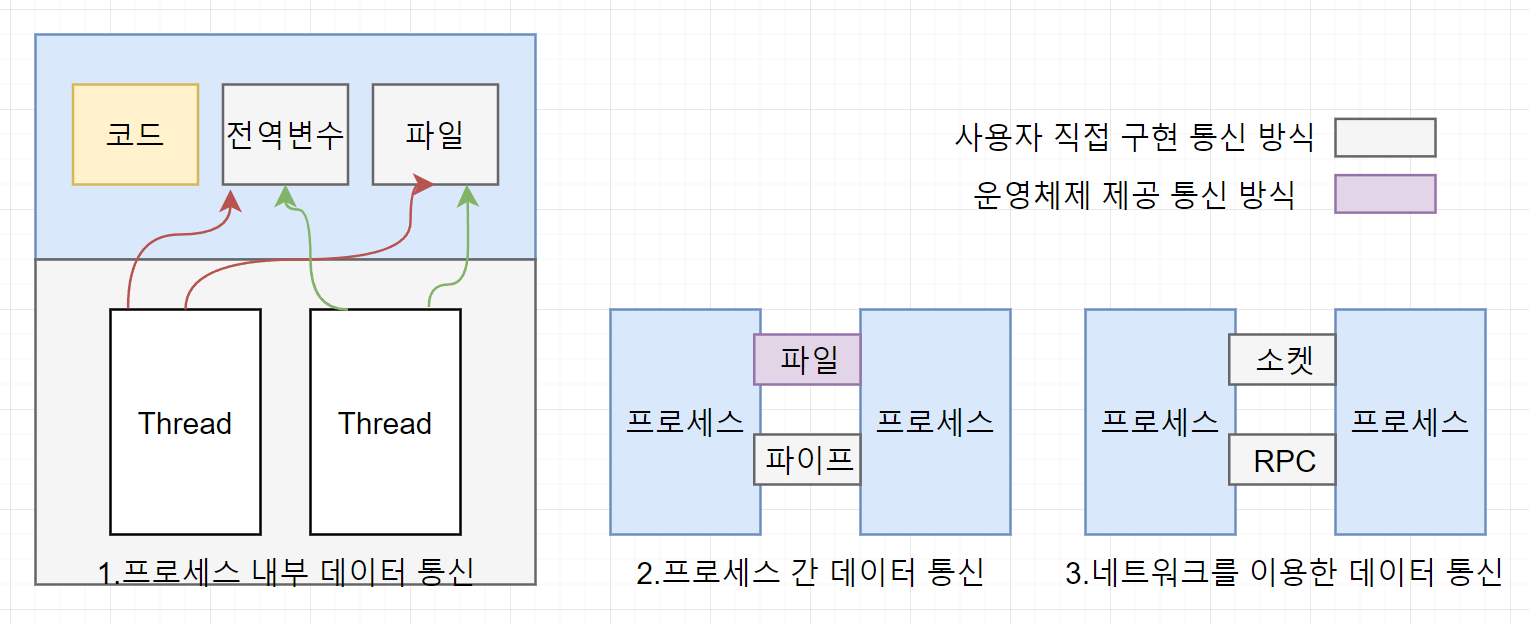 코드
전역변수
파일
Thread
Thread
1.프로세스 내부 데이터 통신
사용자 직접 구현 통신 방식
운영체제 제공 통신 방식
프로세스
파일
파이프
프로세스
2.프로세스 간 데이터 통신
프로세스
소켓
RPC
프로세스
3.네트워크를 이용한 데이터 통신